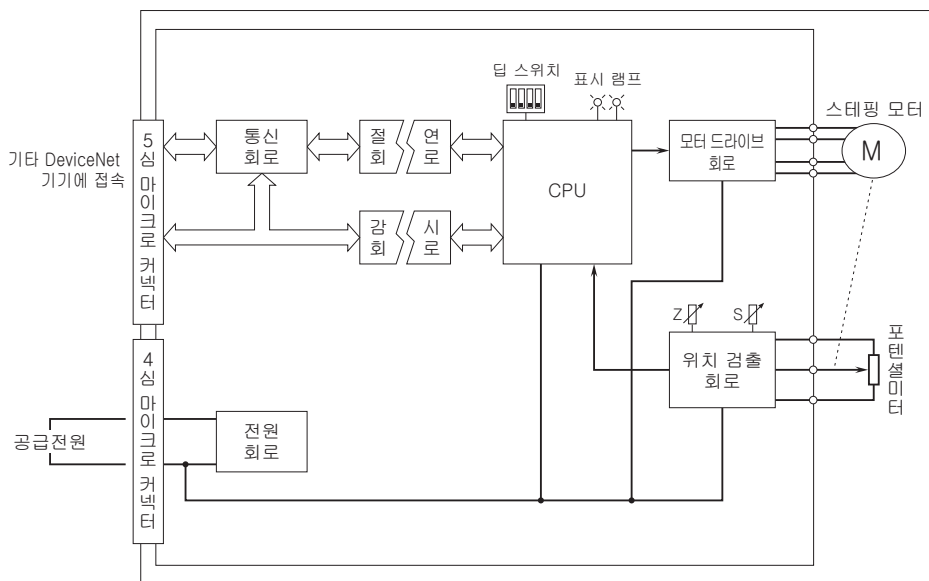 딥 스위치
표시 램프
스테핑 모터
5심 마이크로 커넥터
통신
회로
절 연
회 로
CPU
모터 드라이브
회로
M
기타 DeviceNet
기기에 접속
감 시
회 로
Z
S
4심 마이크로 커넥터
위치 검출
회로
포텐셜미터
공급전원
전원
회로